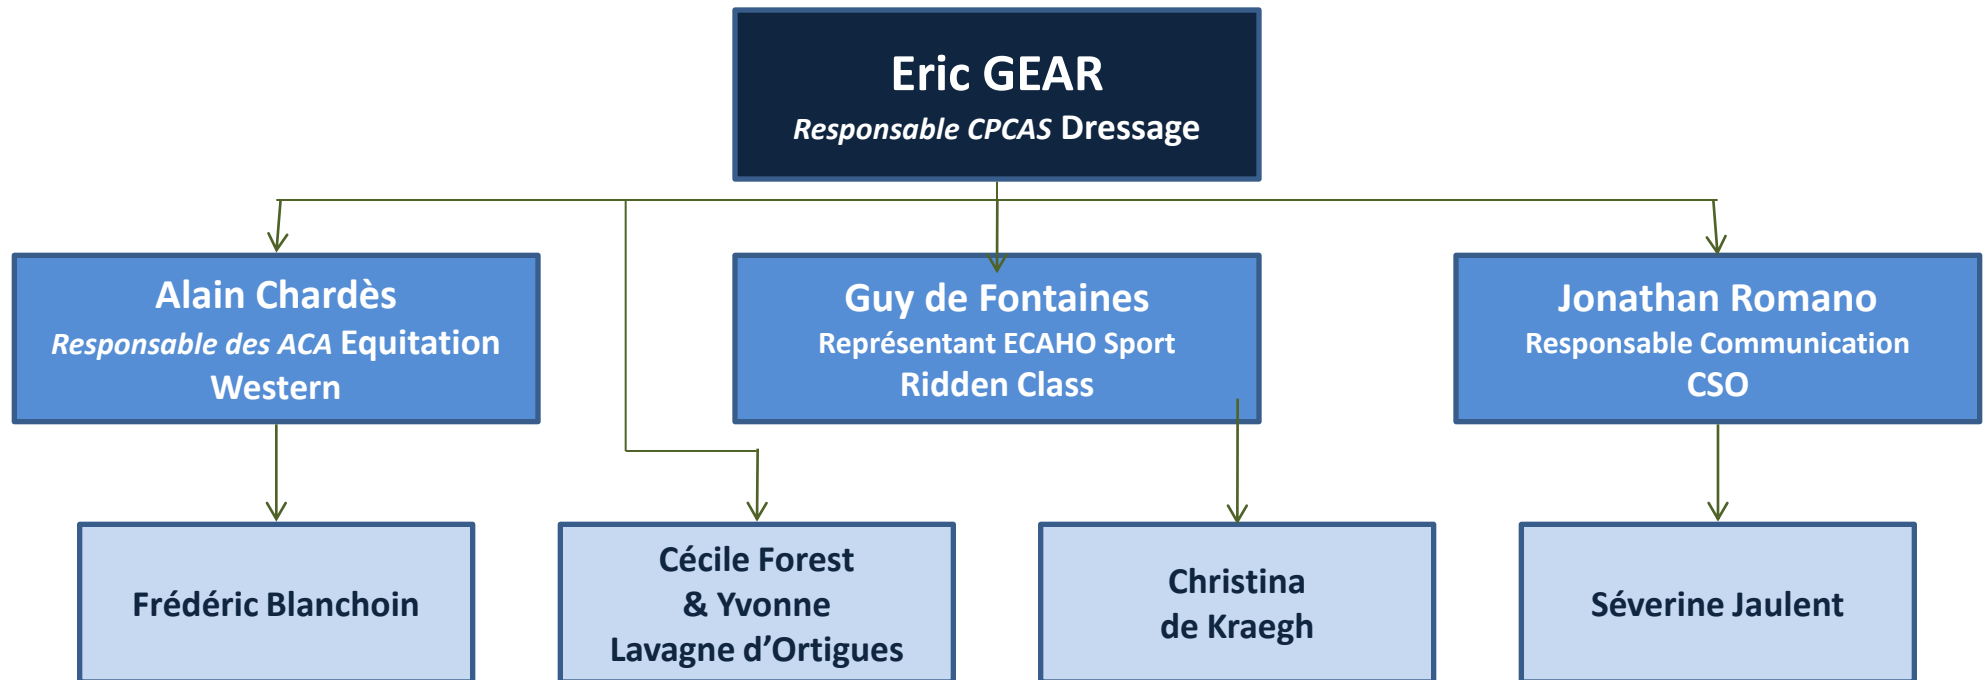 Eric GEAR
Responsable CPCAS Dressage
Alain Chardès
Responsable des ACA Equitation
Western
Guy de Fontaines
Représentant ECAHO Sport
Ridden Class
Jonathan Romano
Responsable Communication
CSO
Frédéric Blanchoin
Cécile Forest
& Yvonne
Lavagne d’Ortigues
Christina
de Kraegh
Séverine Jaulent